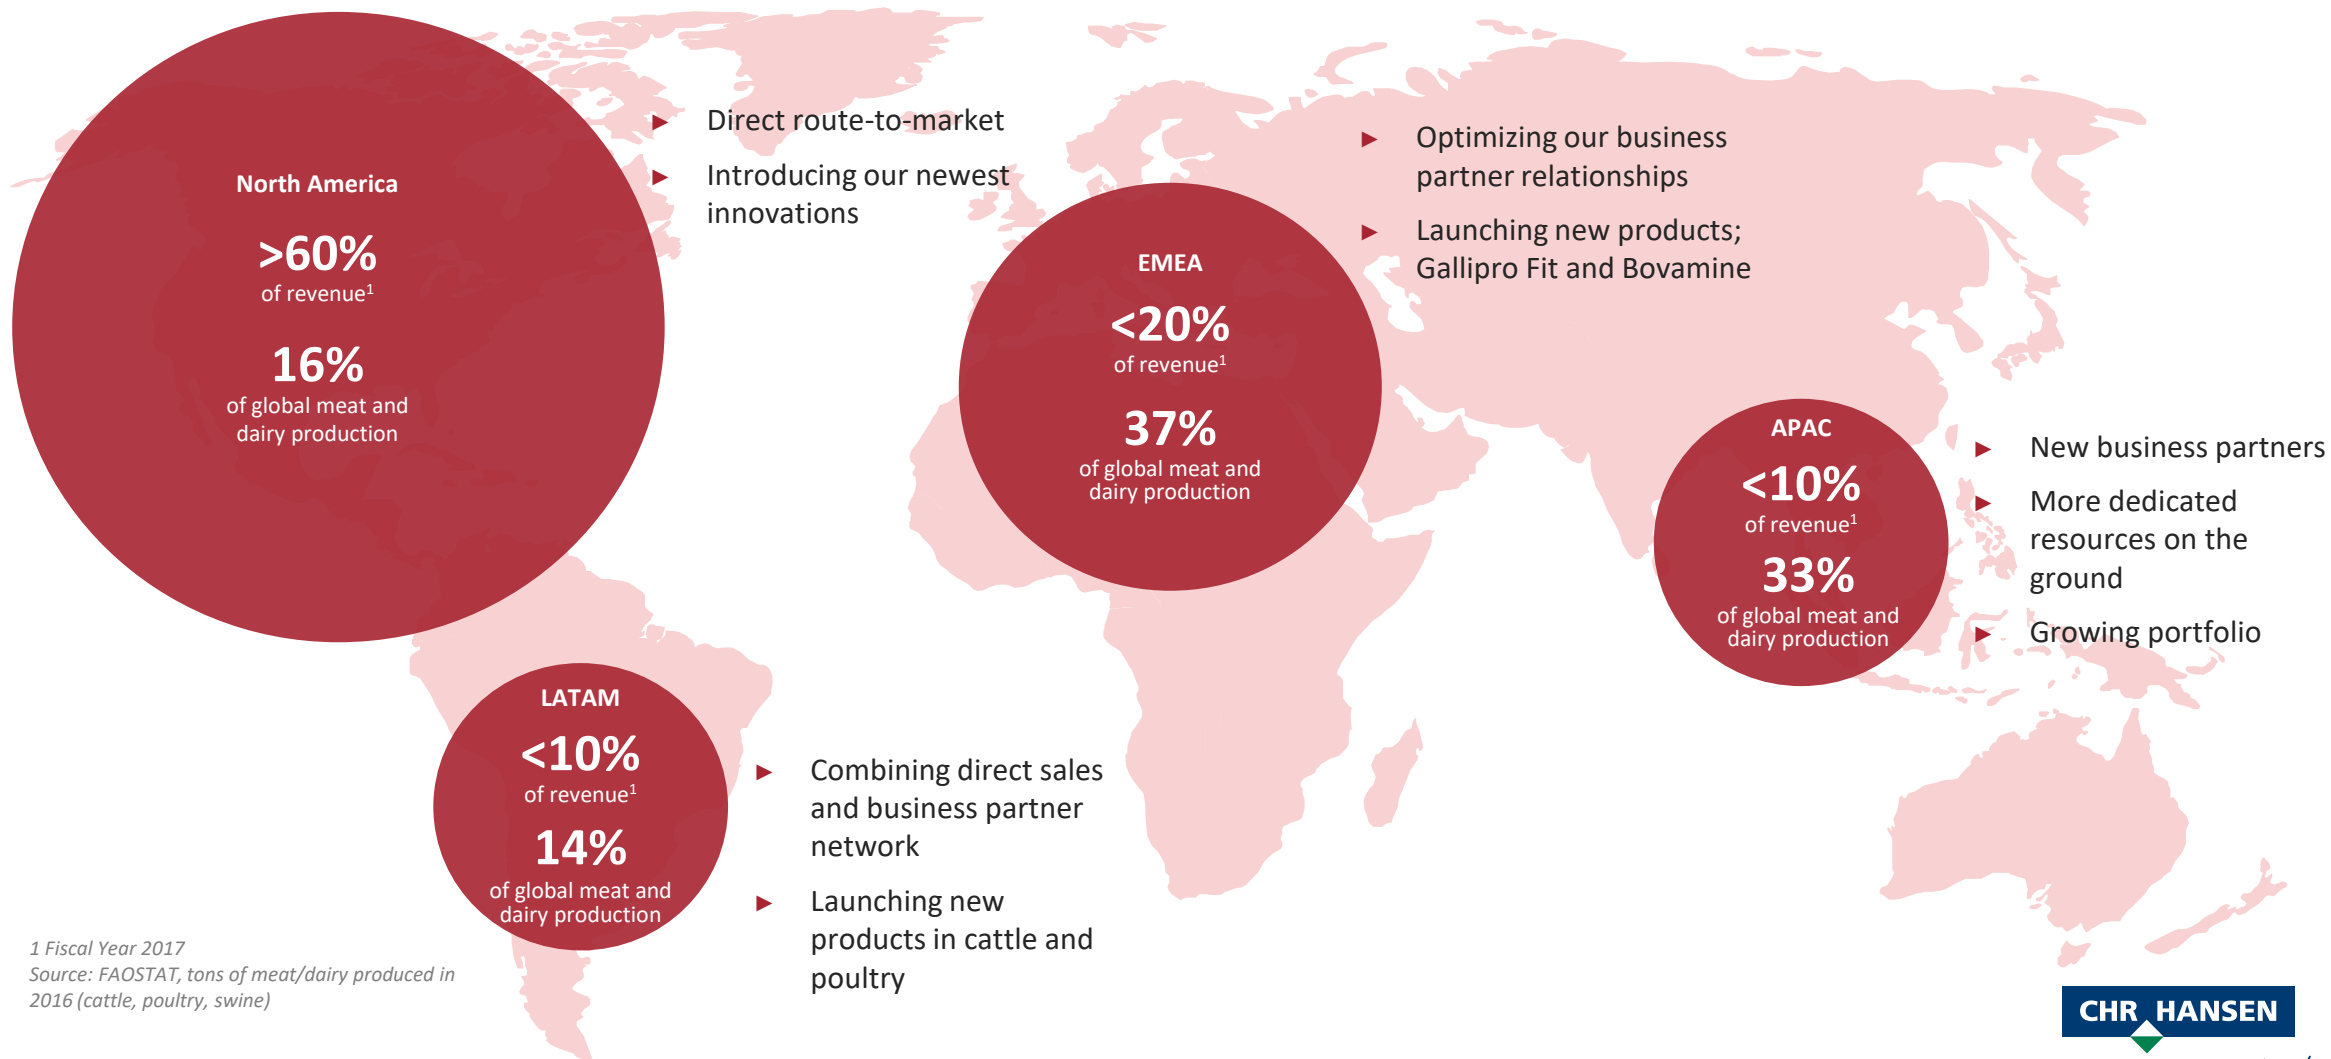 North America
>60%
of revenue1
16%
of global meat and
dairy production
► Direct route-to-market
► Introducing our newest
innovations
EMEA
<20%
of revenue1
37%
of global meat and
dairy production
► Optimizing our business
partner relationships
► Launching new products;
Gallipro Fit and Bovamine
APAC
<10%
of revenue1
33%
of global meat and
dairy production
► New business partners
► More dedicated
resources on the
ground
► Growing portfolio
LATAM
<10%
of revenue1
14%
of global meat and
dairy production
► Combining direct sales
and business partner
network
► Launching new
products in cattle and
poultry
1 Fiscal Year 2017
Source: FAOSTAT, tons of meat/dairy produced in
2016 (cattle, poultry, swine)
CHR HANSEN